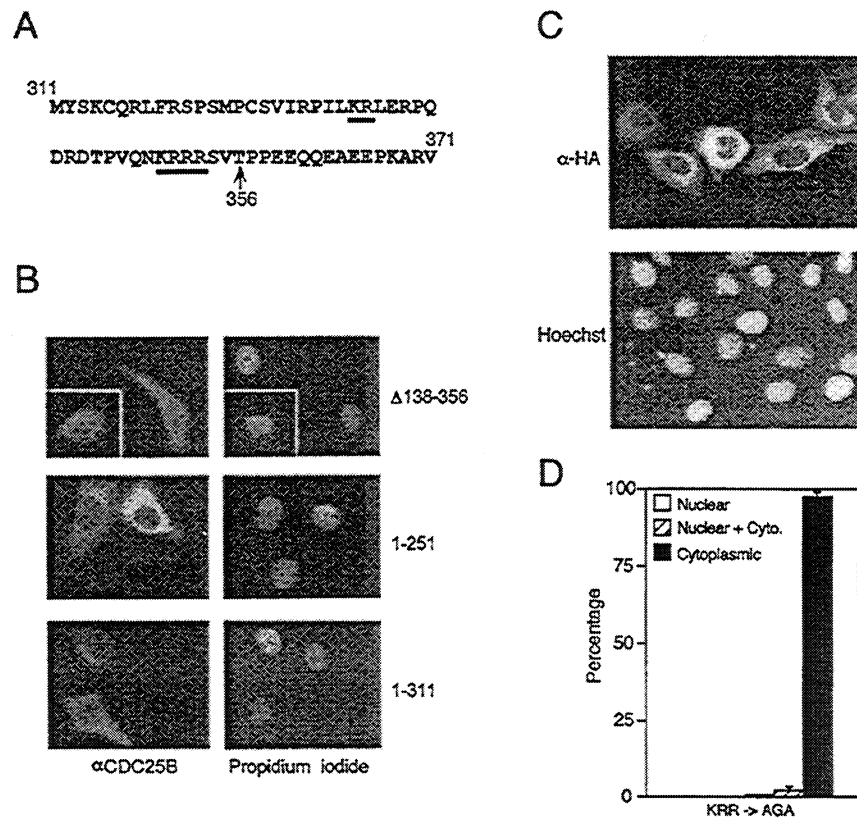 A
311
MYSKCQRLFRSPSMPCSVIRPILKRLERPQ
371
DRDTPVQNKRRRSVTPPEEQQEAEEPKARV
356
B
Δ138-356
1-251
1-311
αCDC25B Propidium iodide
C
α-HA
Hoechst
D
100
75
50
25
0
Percentage
Nuclear
Nuclear + Cyto.
Cytoplasmic
KRR -> AGA